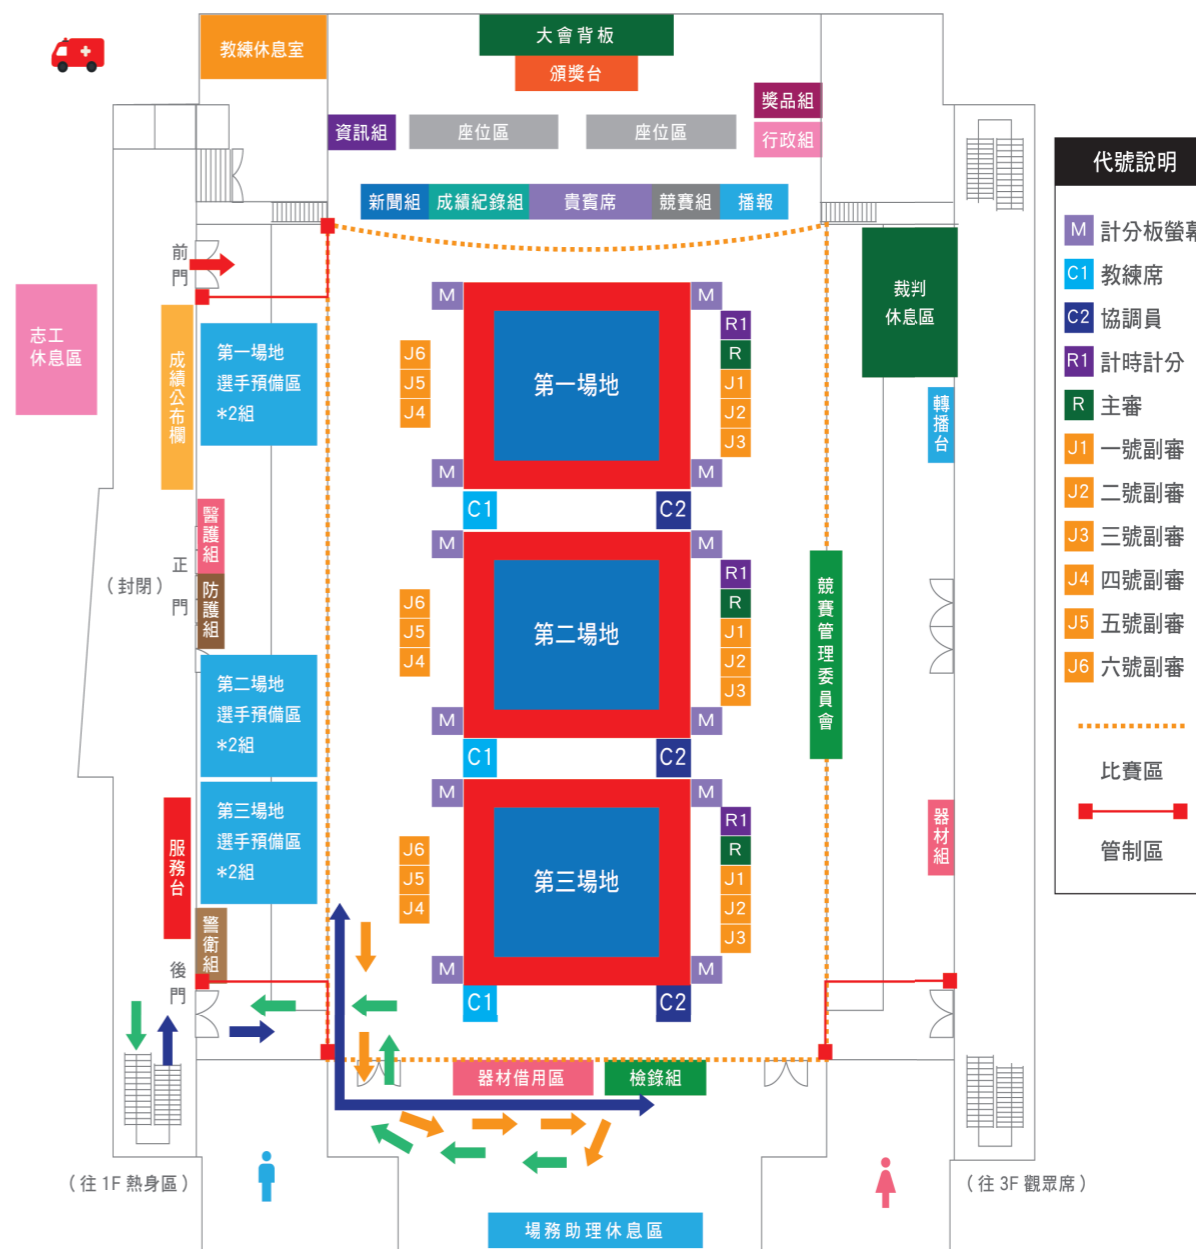 教練休息室
大會背板
頒獎台
獎品組
行政組
資訊組
座位區
座位區
新聞組
成績紀錄組
貴賓席
競賽組
播報
代號說明
M 計分板螢幕
C1 教練席
C2 協調員
R1 計時計分
R 主審
J1 一號副審
J2 二號副審
J3 三號副審
J4 四號副審
J5 五號副審
J6 六號副審
比賽區
管制區
前門
志工
休息區
成績公布欄
第一場地
選手預備區
*2組
M
M
J6
J5
J4
第一場地
R1
R
J1
J2
J3
M
M
C1
C2
裁判
休息區
轉播台
醫護組
正門
（封閉）
防護組
M
M
J6
J5
J4
第二場地
R1
R
J1
J2
J3
M
M
C1
C2
競賽管理委員會
第二場地
選手預備區
*2組
第三場地
選手預備區
*2組
服務台
警衛組
後門
M
M
J6
J5
J4
第三場地
R1
R
J1
J2
J3
M
M
C1
C2
器材組
器材借用區
檢錄組
（往 1F 熱身區）
（往 3F 觀眾席）
場務助理休息區